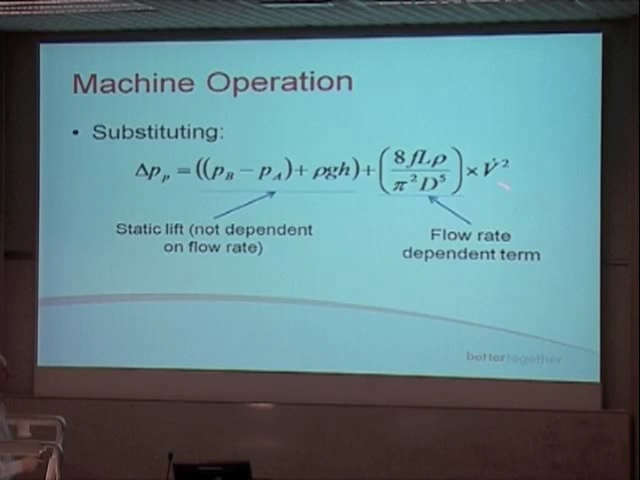 Machine Operation
• Substituting:
Δp_P = ((p_B − p_A) + ρgh) + (8fLρ / π²D⁵) × V̇²
Static lift (not dependent on flow rate)
Flow rate dependent term
bettertogether